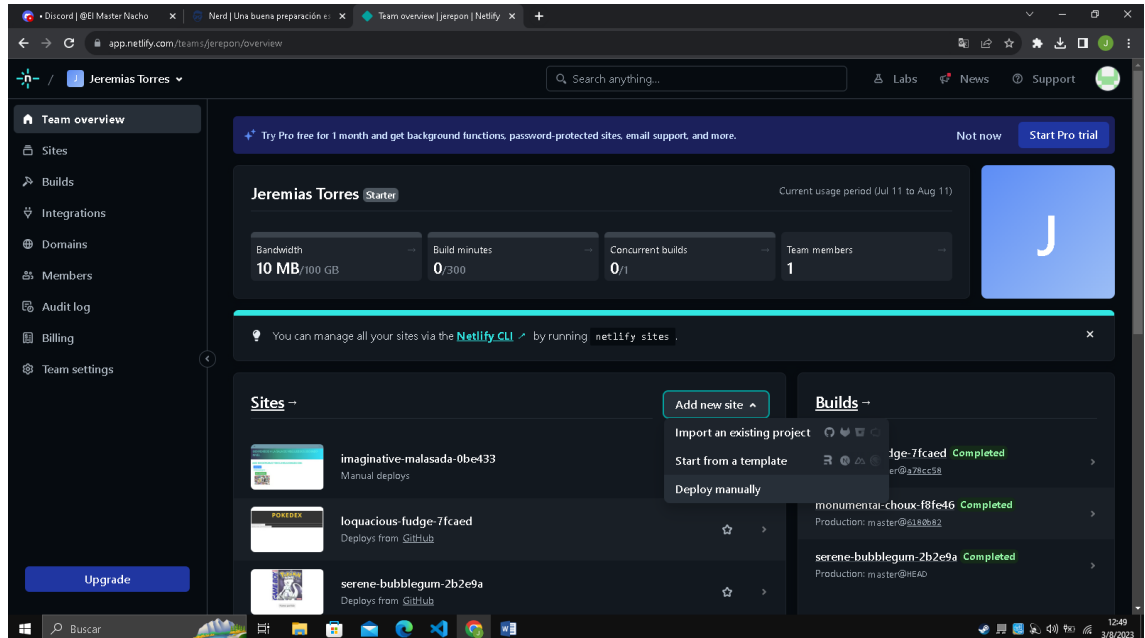 • Discord | @El Master Nacho
Nerd | Una buena preparación es
Team overview | jerepon | Netlify
app.netlify.com/teams/jerepon/overview
J
n
/
J
Jeremias Torres
Search anything...
Labs
News
Support
Team overview
Sites
Builds
Integrations
Domains
Members
Audit log
Billing
Team settings
Upgrade
Try Pro free for 1 month and get background functions, password-protected sites, email support, and more.
Not now
Start Pro trial
Jeremias Torres Starter
Current usage period (Jul 11 to Aug 11)
Bandwidth →
10 MB/100 GB
Build minutes →
0/300
Concurrent builds →
0/1
Team members →
1
J
You can manage all your sites via the Netlify CLI ↗ by running netlify sites .
Sites →
Add new site
Import an existing project
Start from a template
Deploy manually
imaginative-malasada-0be433
Manual deploys
POKEDEX
loquacious-fudge-7fcaed
Deploys from GitHub
serene-bubblegum-2b2e9a
Deploys from GitHub
Builds →
dge-7fcaed Completed
er@a78cc58
monumental-choux-f8fe46 Completed
Production: master@6180b82
serene-bubblegum-2b2e9a Completed
Production: master@HEAD
Buscar
12:49
3/8/2023